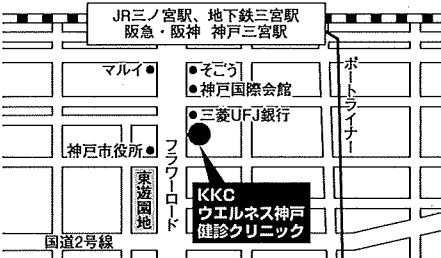 JR三ノ宮駅、地下鉄三宮駅
阪急・阪神 神戸三宮駅
マルイ
そごう
神戸国際会館
三菱UFJ銀行
ポートライナー
神戸市役所
フラワーロード
東遊園地
KKC
ウエルネス神戸
健診クリニック
国道2号線